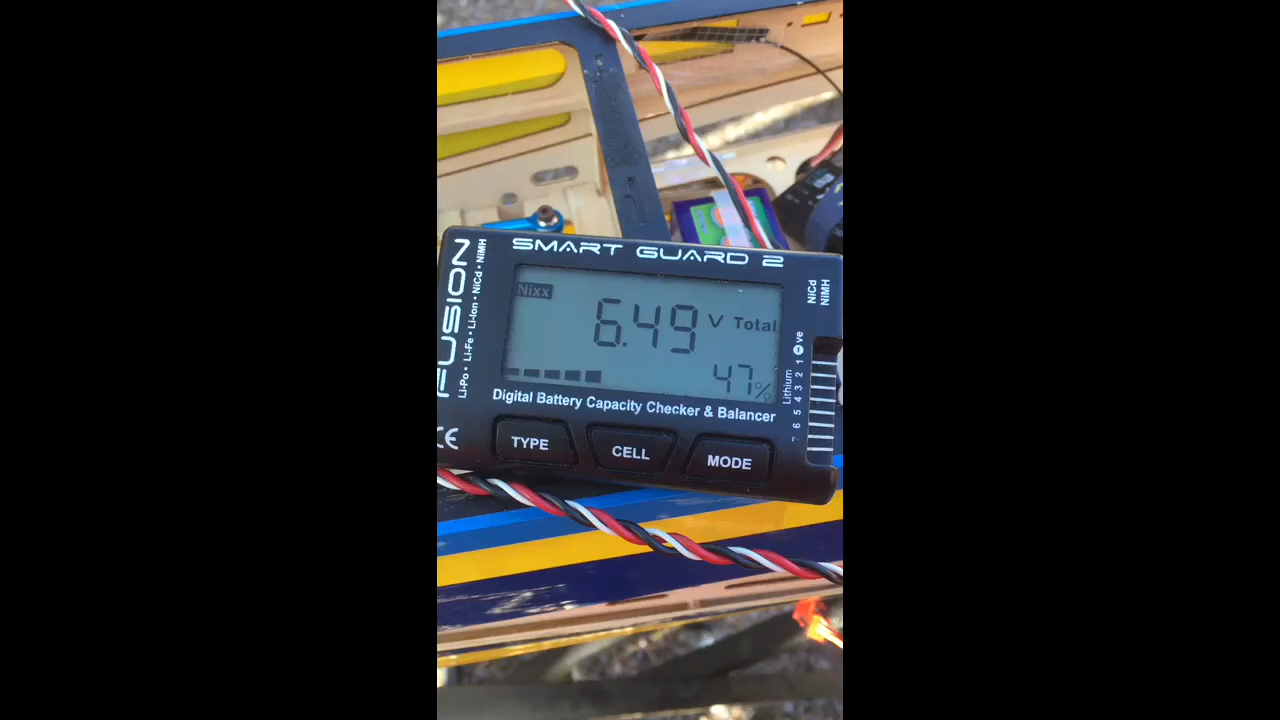 SMART GUARD 2
FUSION
Li-Po • Li-Fe • Li-Ion • NiCd • NiMH
Nixx
6.49 V Total
47%
NiCd
NiMH
-ve
Lithium
1 2 3 4 5 6 7
Digital Battery Capacity Checker & Balancer
CE
TYPE
CELL
MODE